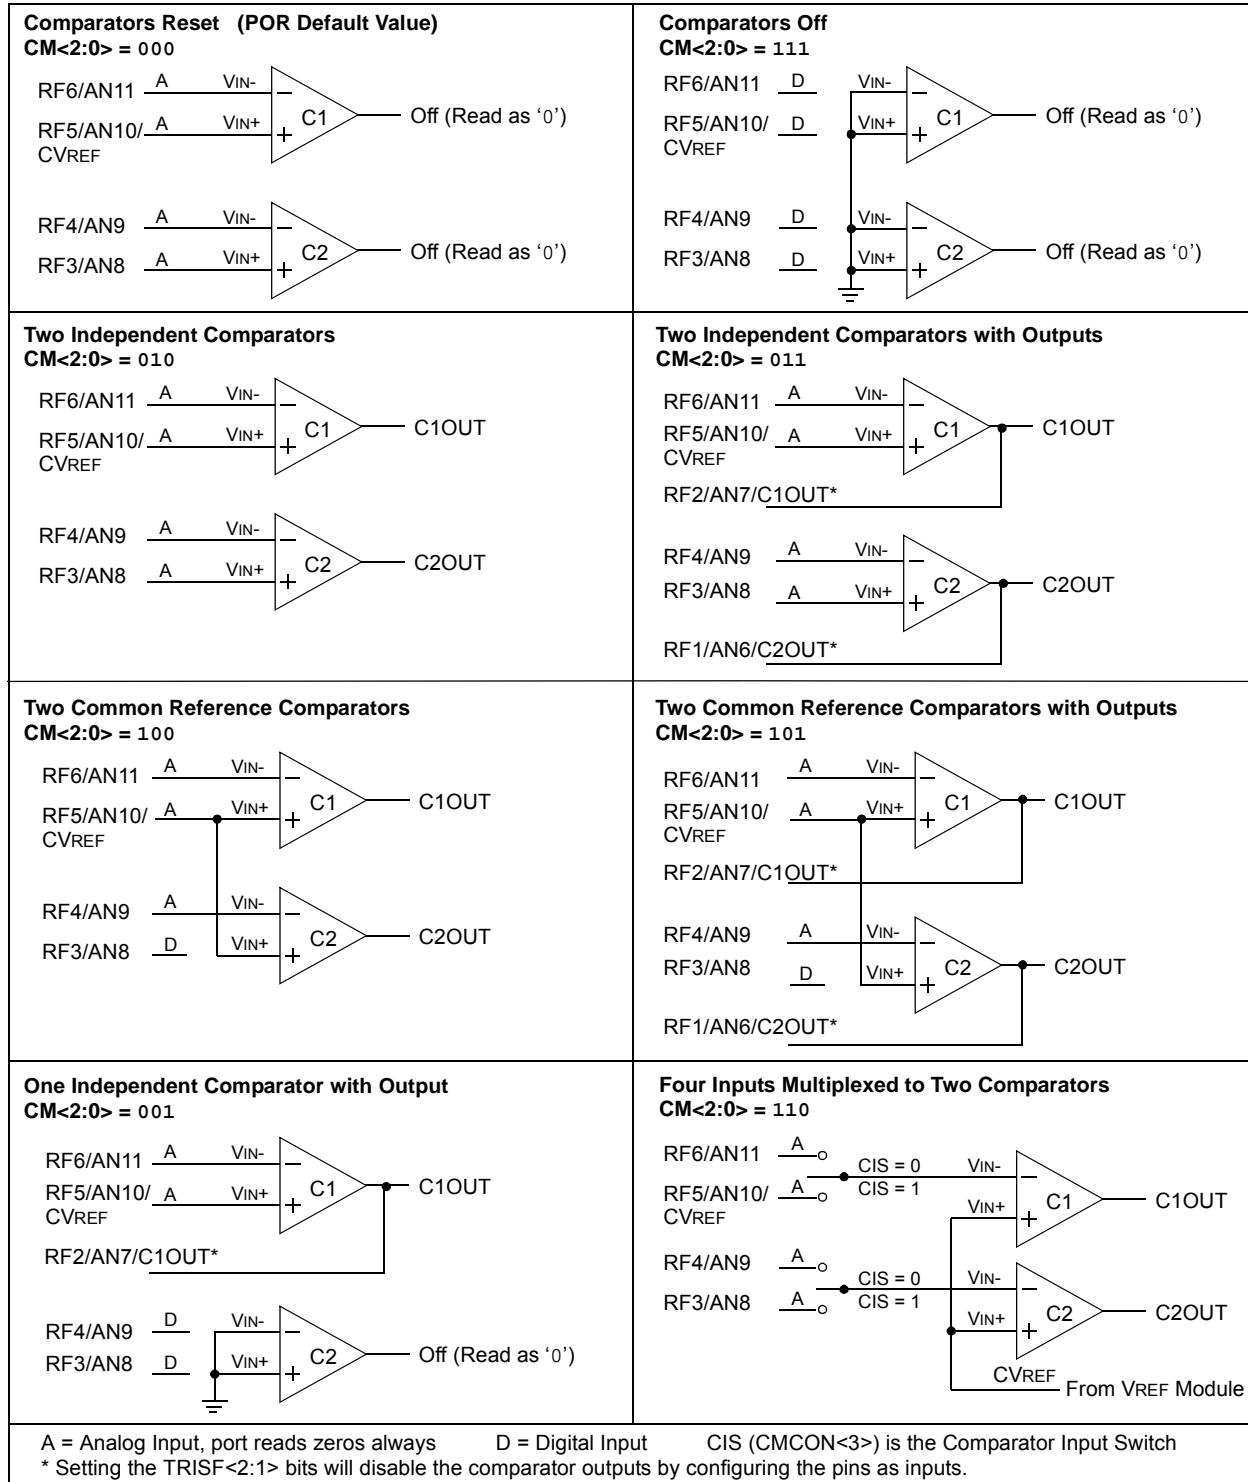 Comparators Reset (POR Default Value)
CM<2:0> = 000
RF6/AN11 A VIN-
C1 Off (Read as ‘0’)
RF5/AN10/ A VIN+
CVREF
RF4/AN9 A VIN-
C2 Off (Read as ‘0’)
RF3/AN8 A VIN+
Comparators Off
CM<2:0> = 111
RF6/AN11 D VIN-
C1 Off (Read as ‘0’)
RF5/AN10/ D VIN+
CVREF
RF4/AN9 D VIN-
C2 Off (Read as ‘0’)
RF3/AN8 D VIN+
Two Independent Comparators
CM<2:0> = 010
RF6/AN11 A VIN-
C1 C1OUT
RF5/AN10/ A VIN+
CVREF
RF4/AN9 A VIN-
C2 C2OUT
RF3/AN8 A VIN+
Two Independent Comparators with Outputs
CM<2:0> = 011
RF6/AN11 A VIN-
C1 C1OUT
RF5/AN10/ A VIN+
CVREF
RF2/AN7/C1OUT*
RF4/AN9 A VIN-
C2 C2OUT
RF3/AN8 A VIN+
RF1/AN6/C2OUT*
Two Common Reference Comparators
CM<2:0> = 100
RF6/AN11 A VIN-
C1 C1OUT
RF5/AN10/ A VIN+
CVREF
RF4/AN9 A VIN-
C2 C2OUT
RF3/AN8 D VIN+
Two Common Reference Comparators with Outputs
CM<2:0> = 101
RF6/AN11 A VIN-
C1 C1OUT
RF5/AN10/ A VIN+
CVREF
RF2/AN7/C1OUT*
RF4/AN9 A VIN-
C2 C2OUT
RF3/AN8 D VIN+
RF1/AN6/C2OUT*
One Independent Comparator with Output
CM<2:0> = 001
RF6/AN11 A VIN-
C1 C1OUT
RF5/AN10/ A VIN+
CVREF
RF2/AN7/C1OUT*
RF4/AN9 D VIN-
C2 Off (Read as ‘0’)
RF3/AN8 D VIN+
Four Inputs Multiplexed to Two Comparators
CM<2:0> = 110
RF6/AN11 A
CIS = 0 VIN-
RF5/AN10/ A CIS = 1
CVREF
VIN+ C1 C1OUT
RF4/AN9 A
CIS = 0 VIN-
RF3/AN8 A CIS = 1
VIN+ C2 C2OUT
CVREF
From VREF Module
A = Analog Input, port reads zeros always D = Digital Input CIS (CMCON<3>) is the Comparator Input Switch
* Setting the TRISF<2:1> bits will disable the comparator outputs by configuring the pins as inputs.